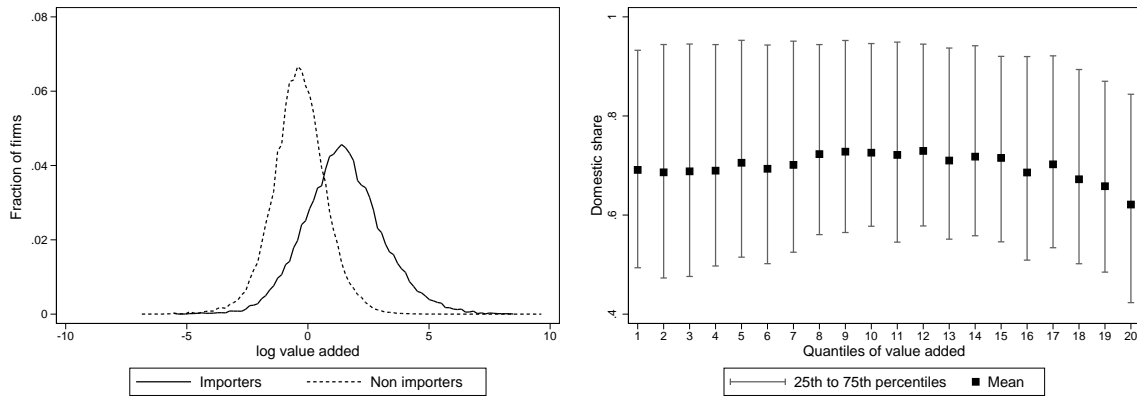 Fraction of firms
.08
.06
.04
.02
0
-10 -5 0 5 10
log value added
Importers Non importers
Domestic share
1
.8
.6
.4
1 2 3 4 5 6 7 8 9 10 11 12 13 14 15 16 17 18 19 20
Quantiles of value added
25th to 75th percentiles Mean